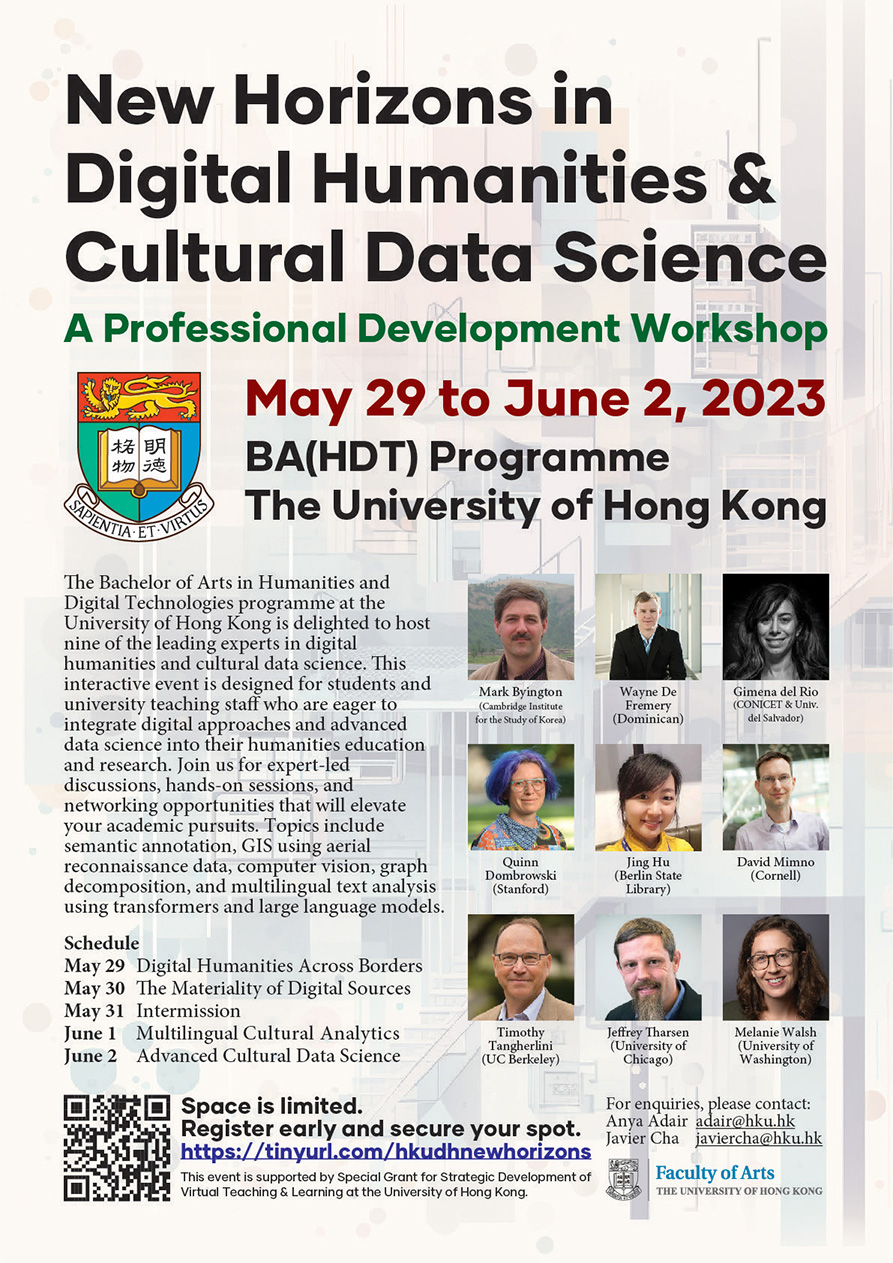 New Horizons in
Digital Humanities &
Cultural Data Science
A Professional Development Workshop
May 29 to June 2, 2023
BA(HDT) Programme
The University of Hong Kong
格物
明德
SAPIENTIA·ET·VIRTUS
The Bachelor of Arts in Humanities and
Digital Technologies programme at the
University of Hong Kong is delighted to host
nine of the leading experts in digital
humanities and cultural data science. This
interactive event is designed for students and
university teaching staff who are eager to
integrate digital approaches and advanced
data science into their humanities education
and research. Join us for expert-led
discussions, hands-on sessions, and
networking opportunities that will elevate
your academic pursuits. Topics include
semantic annotation, GIS using aerial
reconnaissance data, computer vision, graph
decomposition, and multilingual text analysis
using transformers and large language models.
Schedule
May 29 Digital Humanities Across Borders
May 30 The Materiality of Digital Sources
May 31 Intermission
June 1 Multilingual Cultural Analytics
June 2 Advanced Cultural Data Science
Mark Byington
(Cambridge Institute
for the Study of Korea)
Wayne De
Fremery
(Dominican)
Gimena del Rio
(CONICET & Univ.
del Salvador)
Quinn
Dombrowski
(Stanford)
Jing Hu
(Berlin State
Library)
David Mimno
(Cornell)
Timothy
Tangherlini
(UC Berkeley)
Jeffrey Tharsen
(University of
Chicago)
Melanie Walsh
(University of
Washington)
Space is limited.
Register early and secure your spot.
https://tinyurl.com/hkudhnewhorizons
This event is supported by Special Grant for Strategic Development of
Virtual Teaching & Learning at the University of Hong Kong.
For enquiries, please contact:
Anya Adair adair@hku.hk
Javier Cha javiercha@hku.hk
Faculty of Arts
THE UNIVERSITY OF HONG KONG